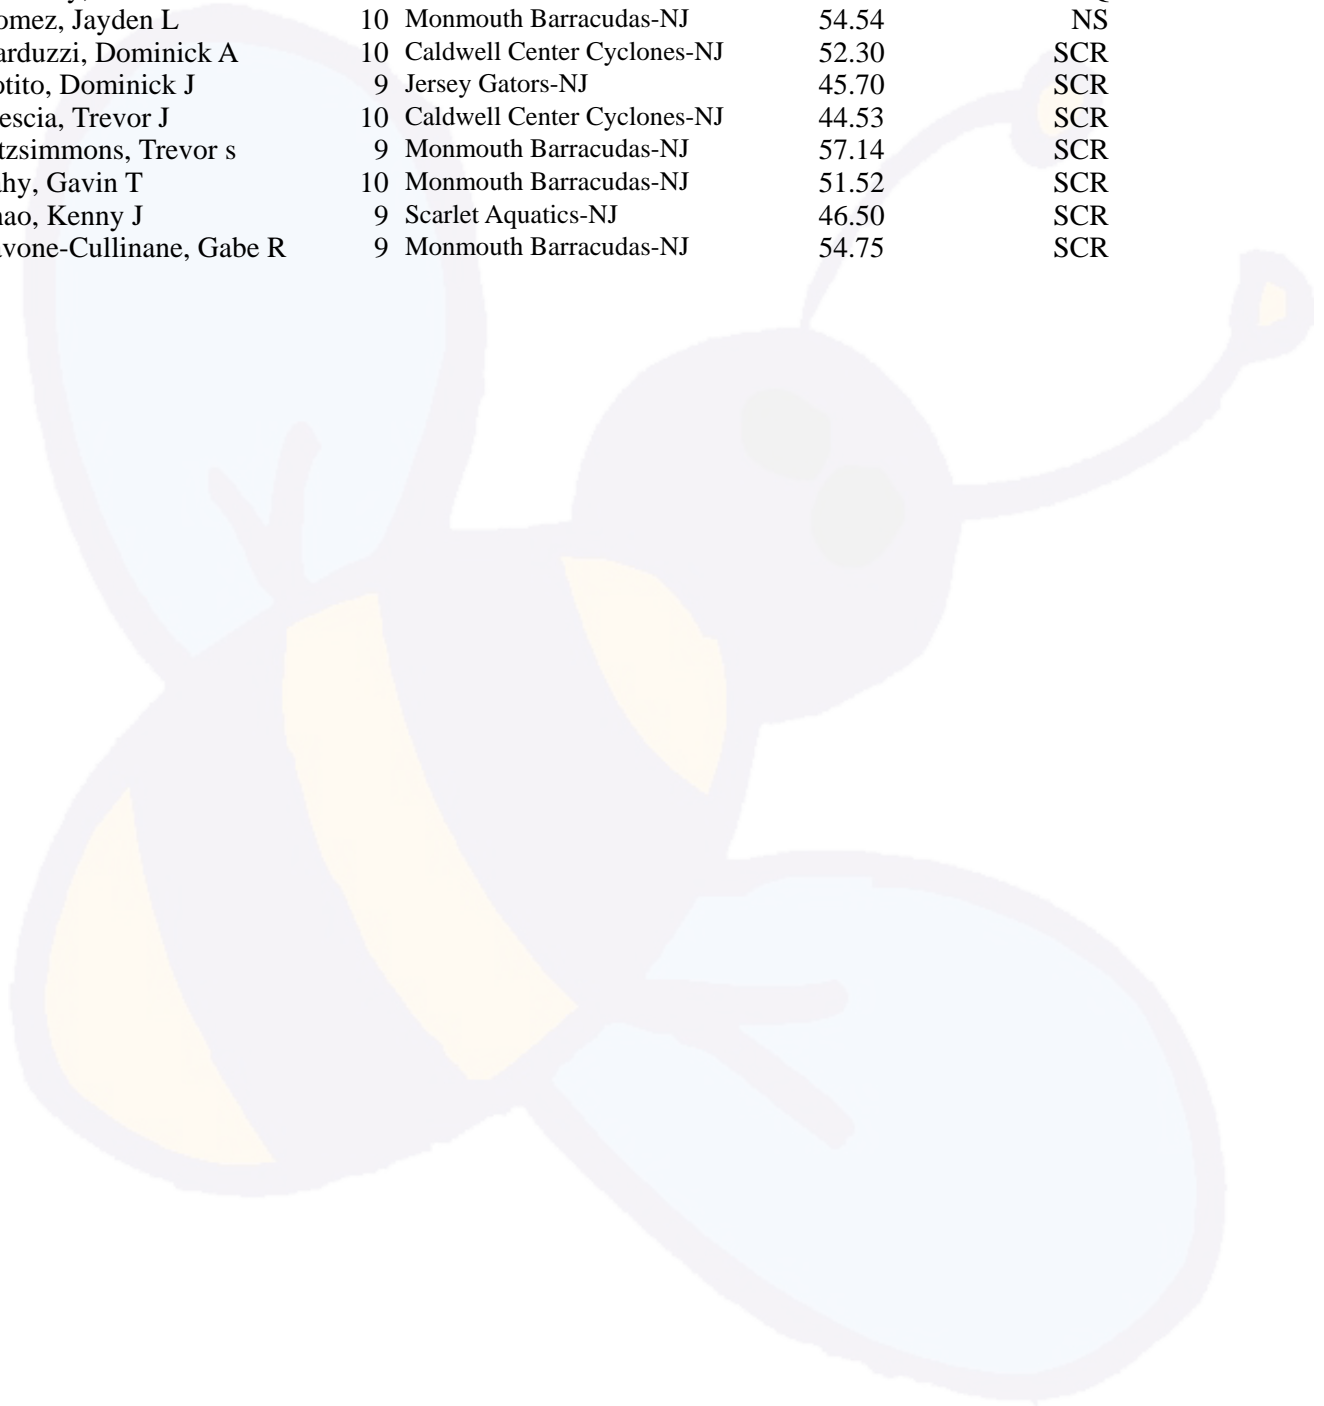 omez, Jayden L 10 Monmouth Barracudas-NJ 54.54 NS
arduzzi, Dominick A 10 Caldwell Center Cyclones-NJ 52.30 SCR
otito, Dominick J 9 Jersey Gators-NJ 45.70 SCR
escia, Trevor J 10 Caldwell Center Cyclones-NJ 44.53 SCR
tzsimmons, Trevor s 9 Monmouth Barracudas-NJ 57.14 SCR
ahy, Gavin T 10 Monmouth Barracudas-NJ 51.52 SCR
hao, Kenny J 9 Scarlet Aquatics-NJ 46.50 SCR
avone-Cullinane, Gabe R 9 Monmouth Barracudas-NJ 54.75 SCR